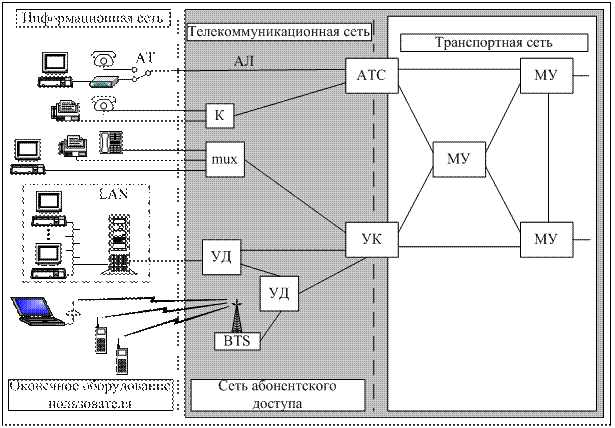 Информационная сеть
Телекоммуникационная сеть
Транспортная сеть
АТ
АЛ
АТС
МУ
К
mux
МУ
LAN
УД
УК
МУ
УД
BTS
Оконечное оборудование
пользователя
Сеть абонентского
доступа